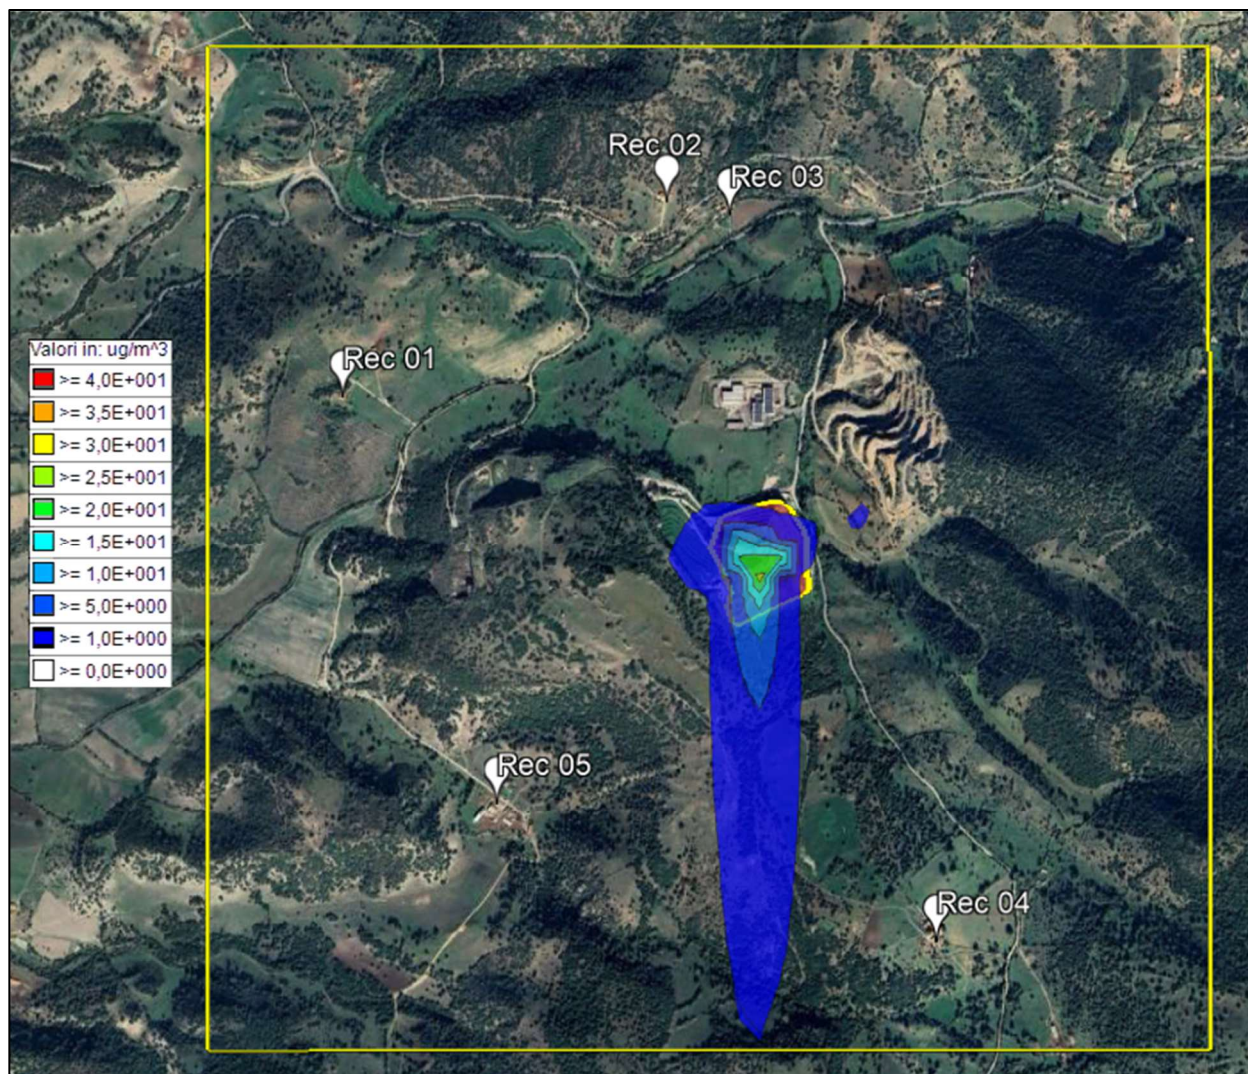 Rec 02
Rec 03
Rec 01
Valori in: ug/m^3
>= 4,0E+001
>= 3,5E+001
>= 3,0E+001
>= 2,5E+001
>= 2,0E+001
>= 1,5E+001
>= 1,0E+001
>= 5,0E+000
>= 1,0E+000
>= 0,0E+000
Rec 05
Rec 04